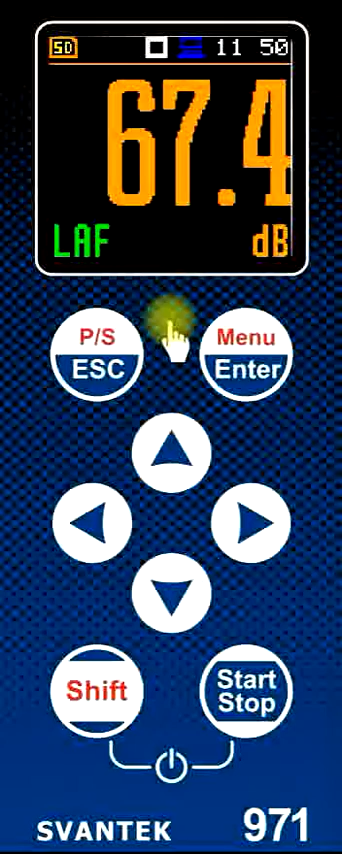 SD 11 50
67.4
LAF dB
P/S Menu
ESC Enter
Shift Start
Stop
SVANTEK 971